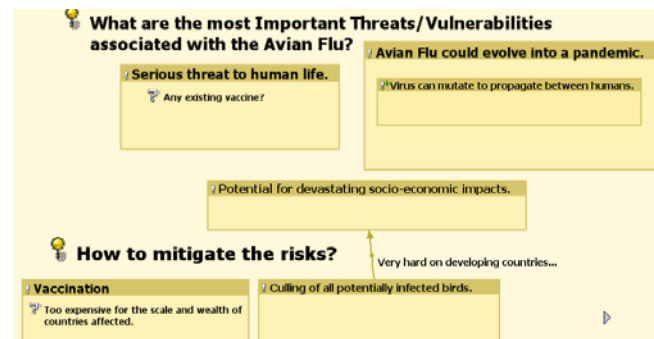 What are the most Important Threats/Vulnerabilities
associated with the Avian Flu?
Avian Flu could evolve into a pandemic.
Serious threat to human life.
Virus can mutate to propagate between humans.
Any existing vaccine?
Potential for devastating socio-economic impacts.
How to mitigate the risks?
Very hard on developing countries...
Vaccination
Culling of all potentially infected birds.
Too expensive for the scale and wealth of
countries affected.